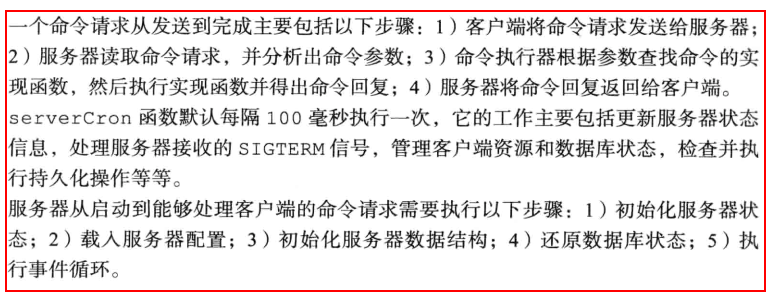 一个命令请求从发送到完成主要包括以下步骤：1）客户端将命令请求发送给服务器；
2）服务器读取命令请求，并分析出命令参数；3）命令执行器根据参数查找命令的实
现函数，然后执行实现函数并得出命令回复；4）服务器将命令回复返回给客户端。
serverCron 函数默认每隔 100 毫秒执行一次，它的工作主要包括更新服务器状态
信息，处理服务器接收的 SIGTERM 信号，管理客户端资源和数据库状态，检查并执
行持久化操作等等。
服务器从启动到能够处理客户端的命令请求需要执行以下步骤：1）初始化服务器状
态；2）载入服务器配置；3）初始化服务器数据结构；4）还原数据库状态；5）执
行事件循环。